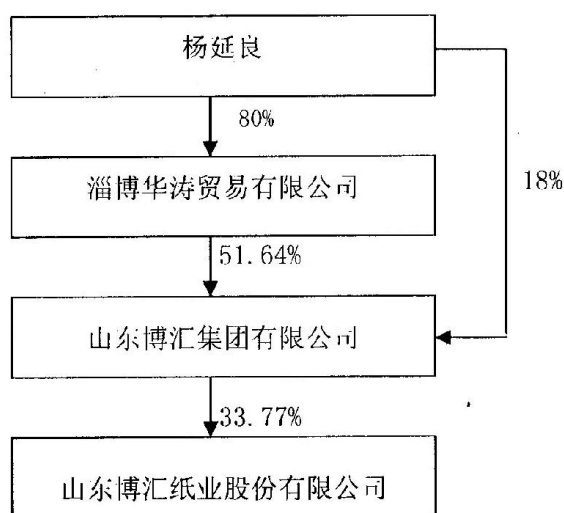 杨延良
80%
淄博华涛贸易有限公司
18%
51.64%
山东博汇集团有限公司
33.77%
山东博汇纸业股份有限公司